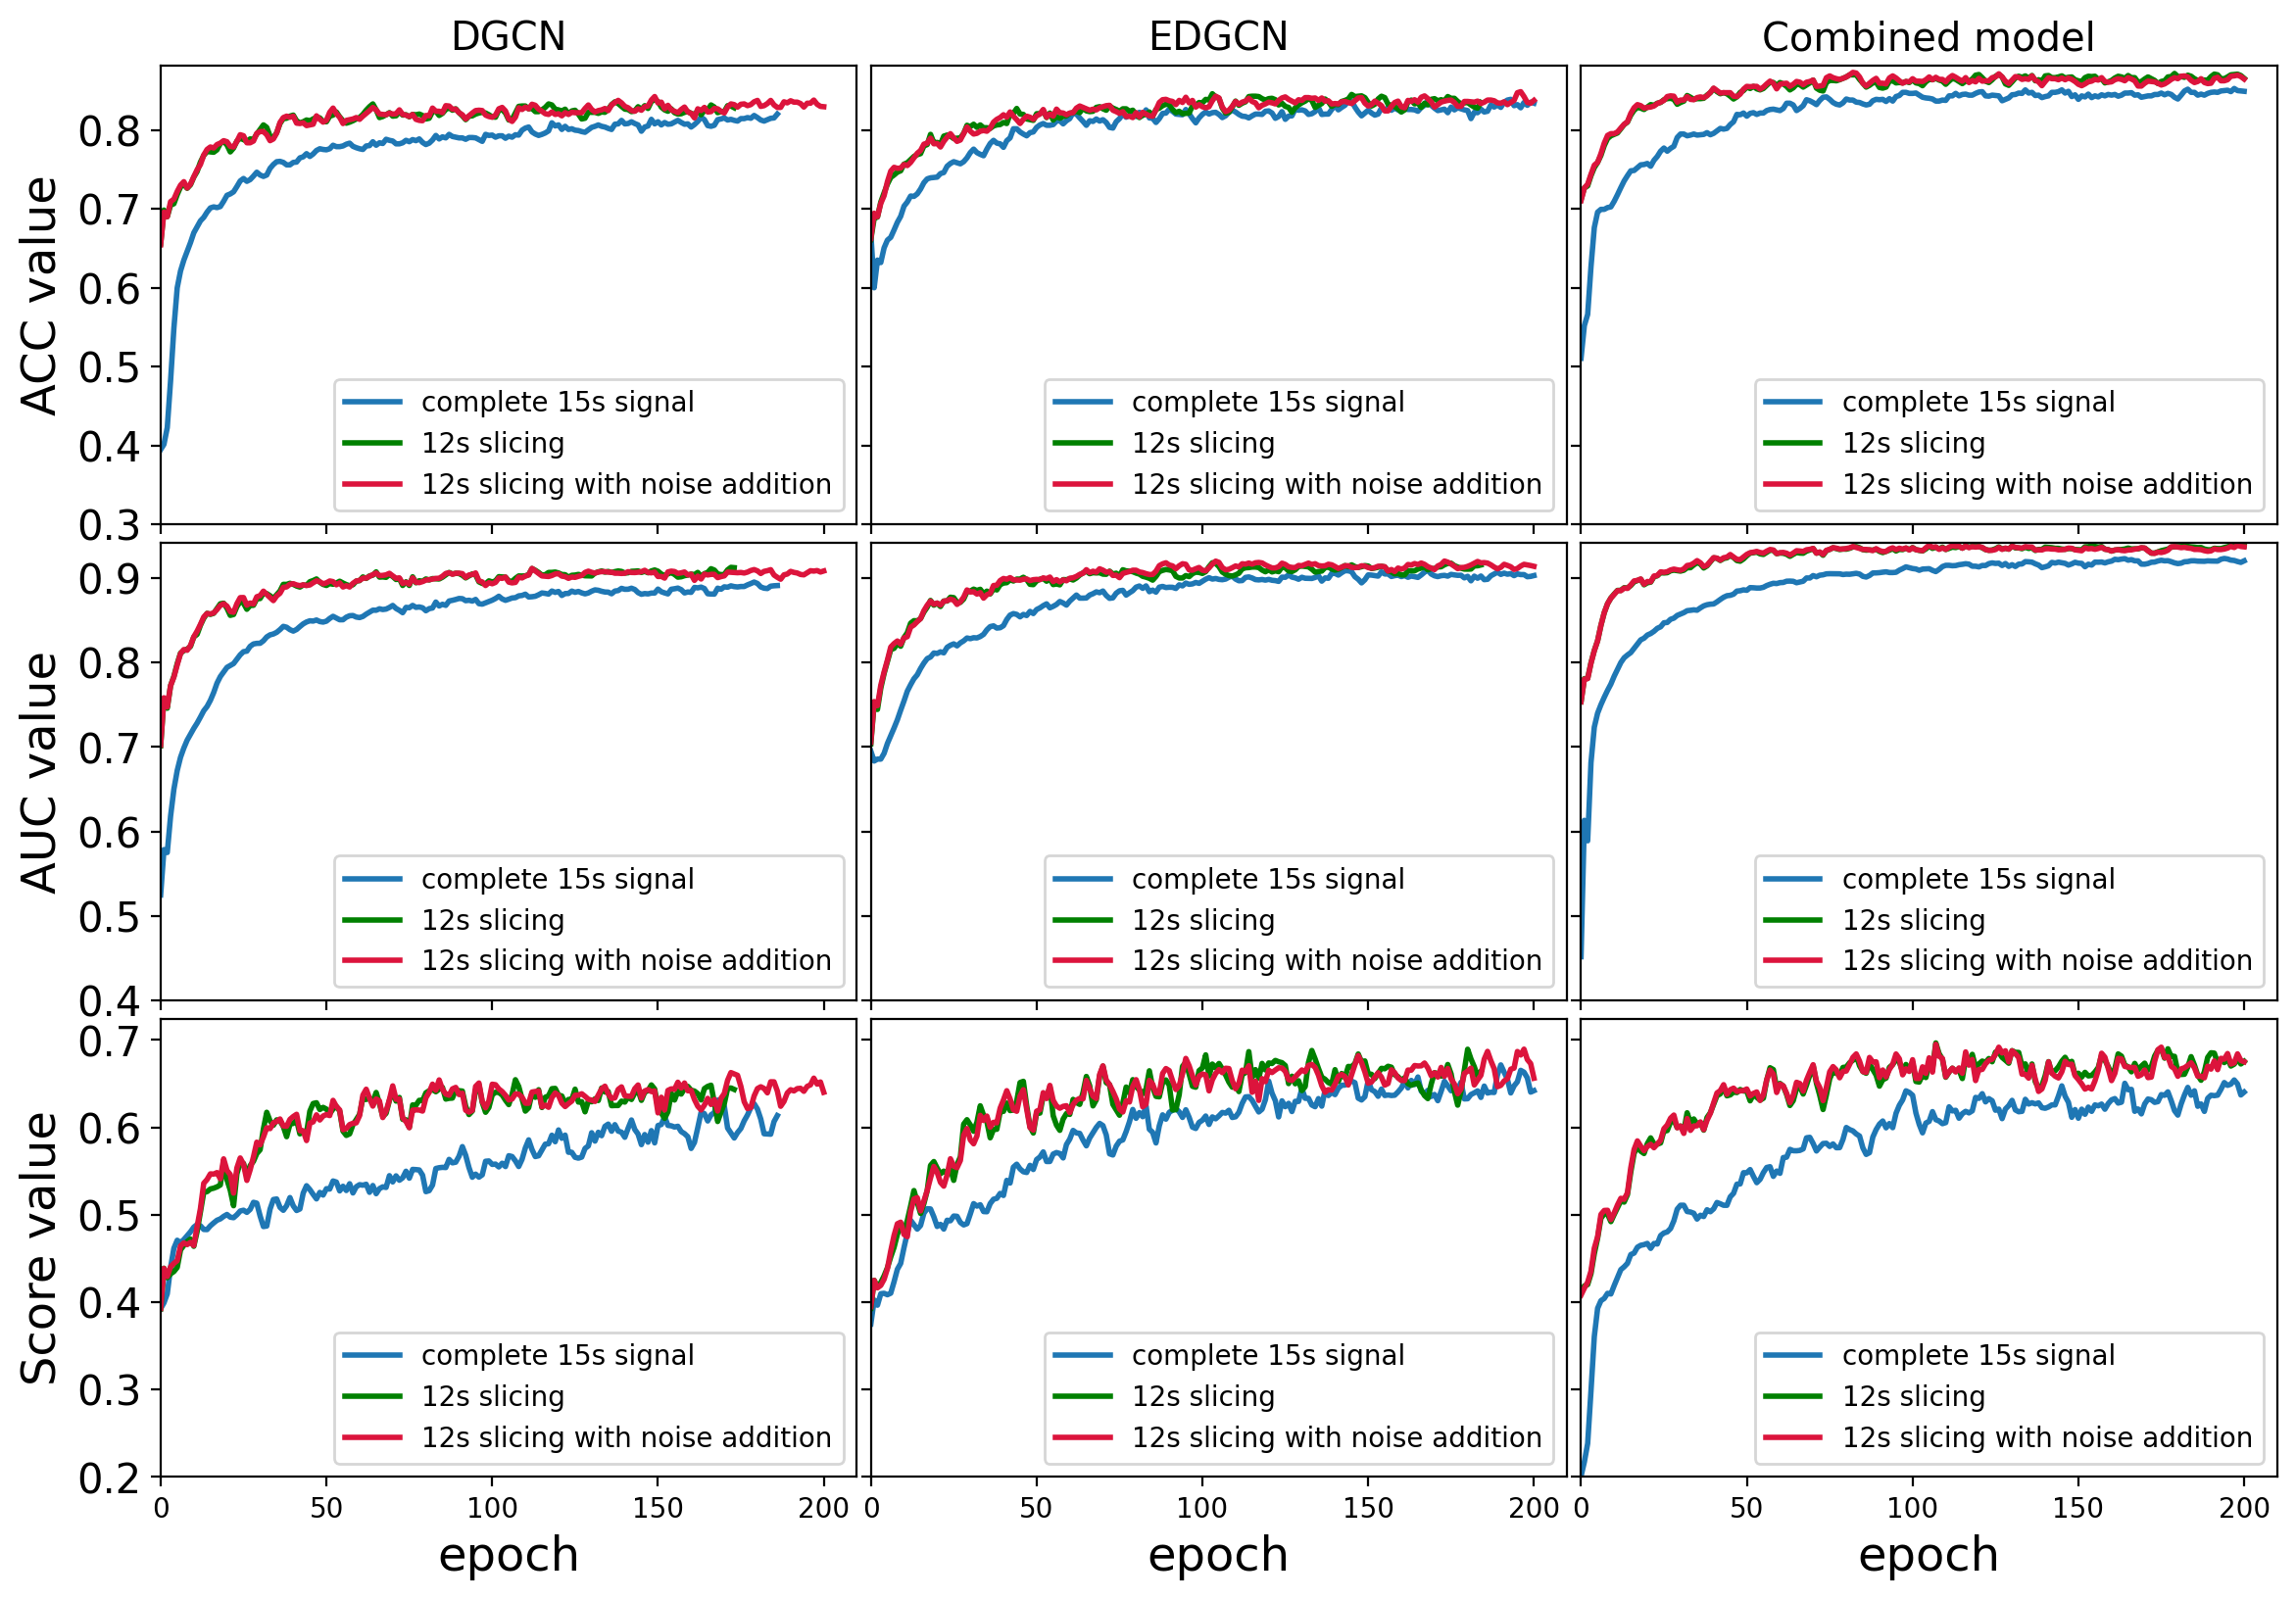 DGCN EDGCN Combined model
ACC value
0.8
0.7
0.6
0.5
0.4
0.3
complete 15s signal
12s slicing
12s slicing with noise addition
complete 15s signal
12s slicing
12s slicing with noise addition
complete 15s signal
12s slicing
12s slicing with noise addition
AUC value
0.9
0.8
0.7
0.6
0.5
0.4
complete 15s signal
12s slicing
12s slicing with noise addition
complete 15s signal
12s slicing
12s slicing with noise addition
complete 15s signal
12s slicing
12s slicing with noise addition
Score value
0.7
0.6
0.5
0.4
0.3
0.2
complete 15s signal
12s slicing
12s slicing with noise addition
complete 15s signal
12s slicing
12s slicing with noise addition
complete 15s signal
12s slicing
12s slicing with noise addition
0 50 100 150 200 0 50 100 150 200 0 50 100 150 200
epoch epoch epoch